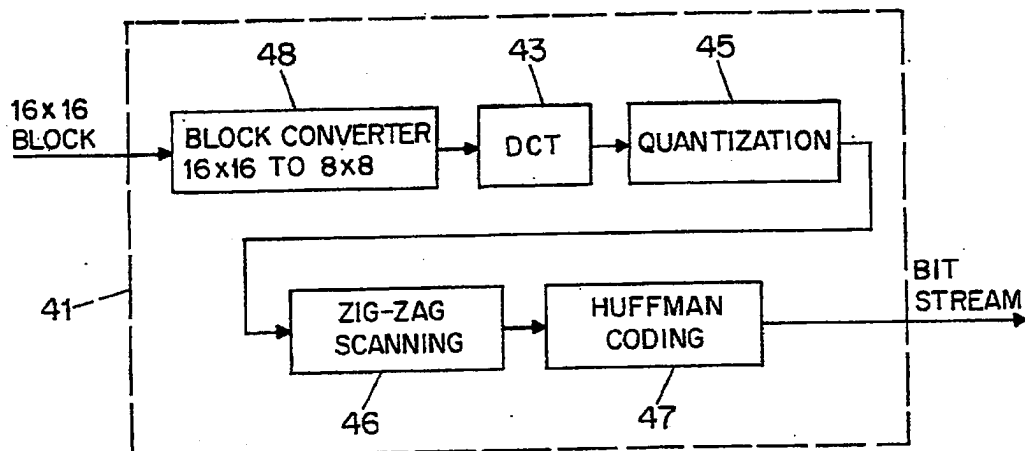 48
43
45
16x16
BLOCK
BLOCK CONVERTER
16x16 TO 8x8
DCT
QUANTIZATION
41
ZIG-ZAG
SCANNING
HUFFMAN
CODING
BIT
STREAM
46
47